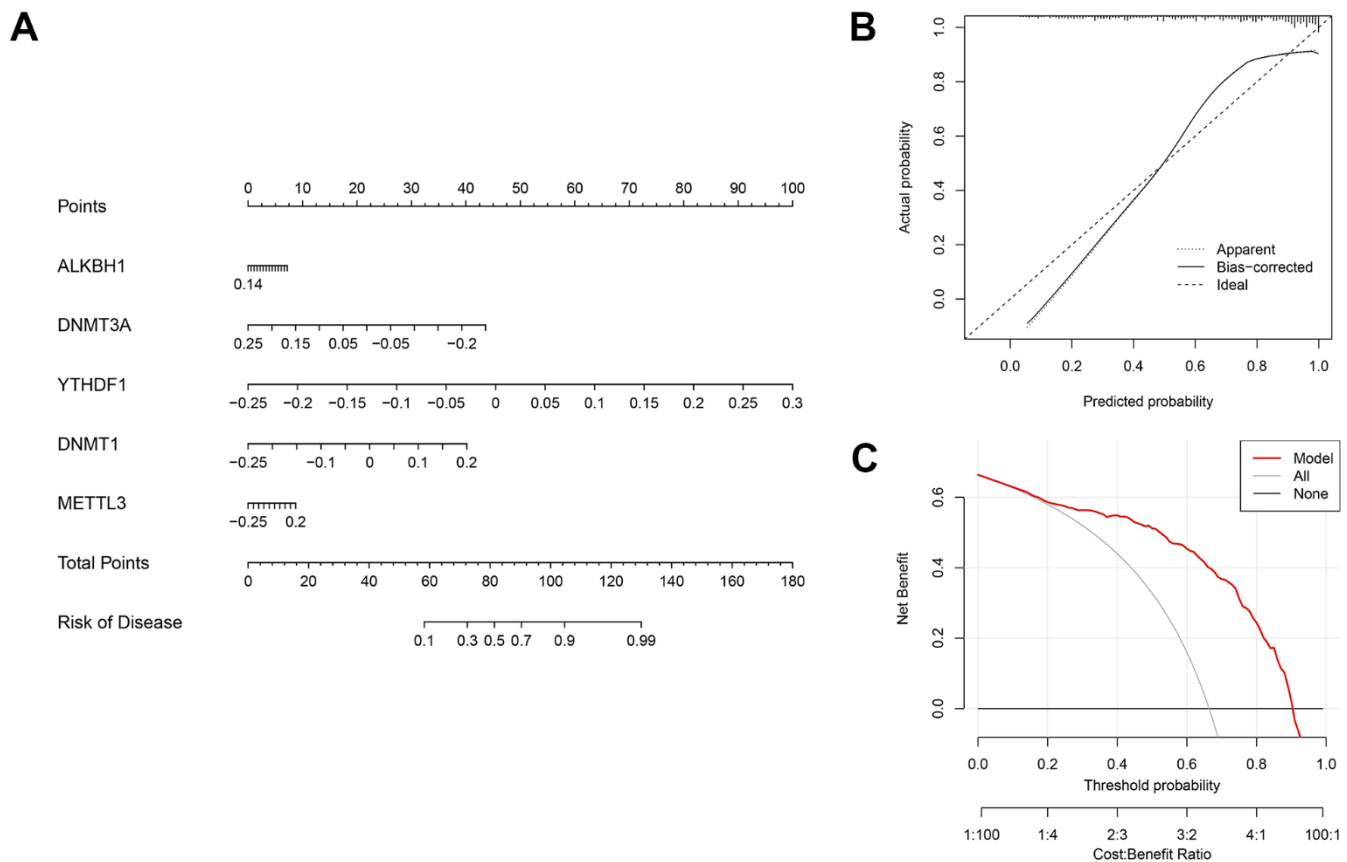 A
0 10 20 30 40 50 60 70 80 90 100
Points
ALKBH1
0.14
DNMT3A
0.25 0.15 0.05 −0.05 −0.2
YTHDF1
−0.25 −0.2 −0.15 −0.1 −0.05 0 0.05 0.1 0.15 0.2 0.25 0.3
DNMT1
−0.25 −0.1 0 0.1 0.2
METTL3
−0.25 0.2
Total Points
0 20 40 60 80 100 120 140 160 180
Risk of Disease
0.1 0.3 0.5 0.7 0.9 0.99
B
Actual probability
1.0
0.8
0.6
0.4
0.2
0.0
Apparent
Bias−corrected
Ideal
0.0 0.2 0.4 0.6 0.8 1.0
Predicted probability
C
Net Benefit
0.6
0.4
0.2
0.0
Model
All
None
0.0 0.2 0.4 0.6 0.8 1.0
Threshold probability
1:100 1:4 2:3 3:2 4:1 100:1
Cost:Benefit Ratio